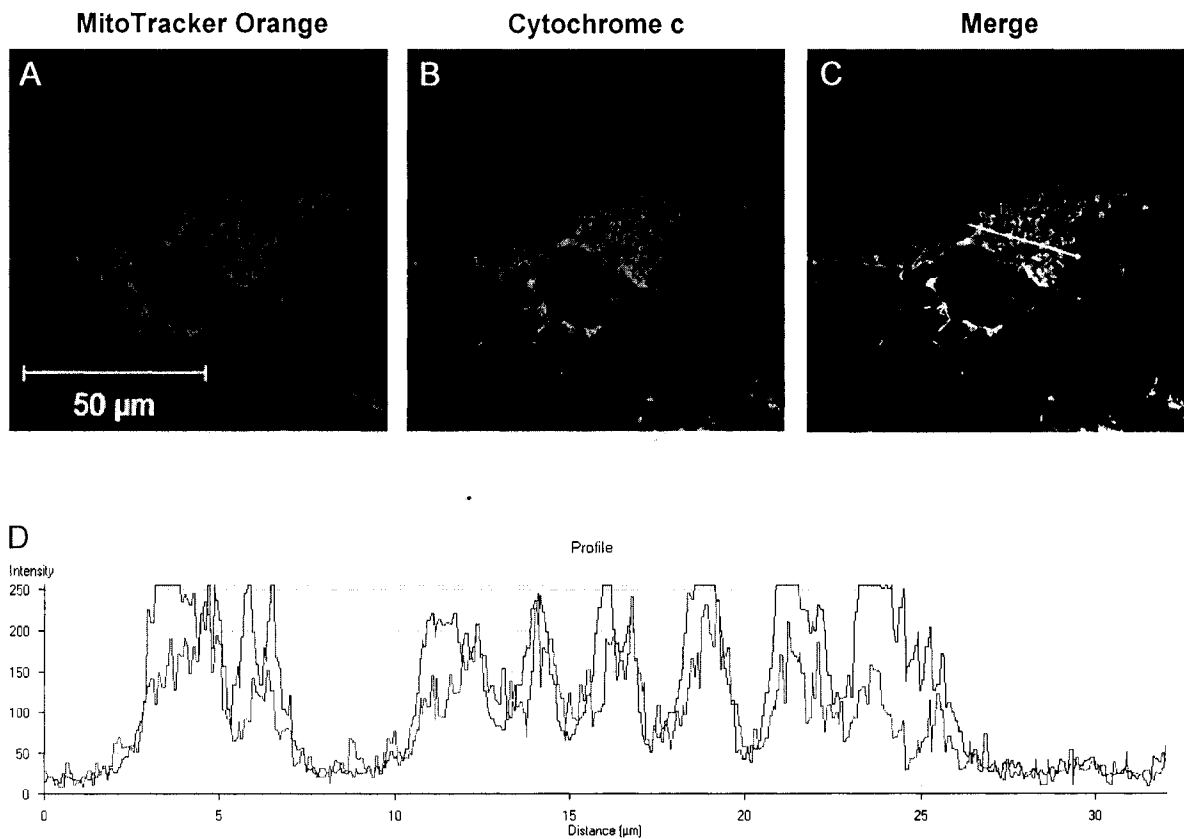 MitoTracker Orange Cytochrome c Merge
A B C
50 µm
D
Profile
Intensity
250
200
150
100
50
0
0 5 10 15 20 25 30
Distance [µm]